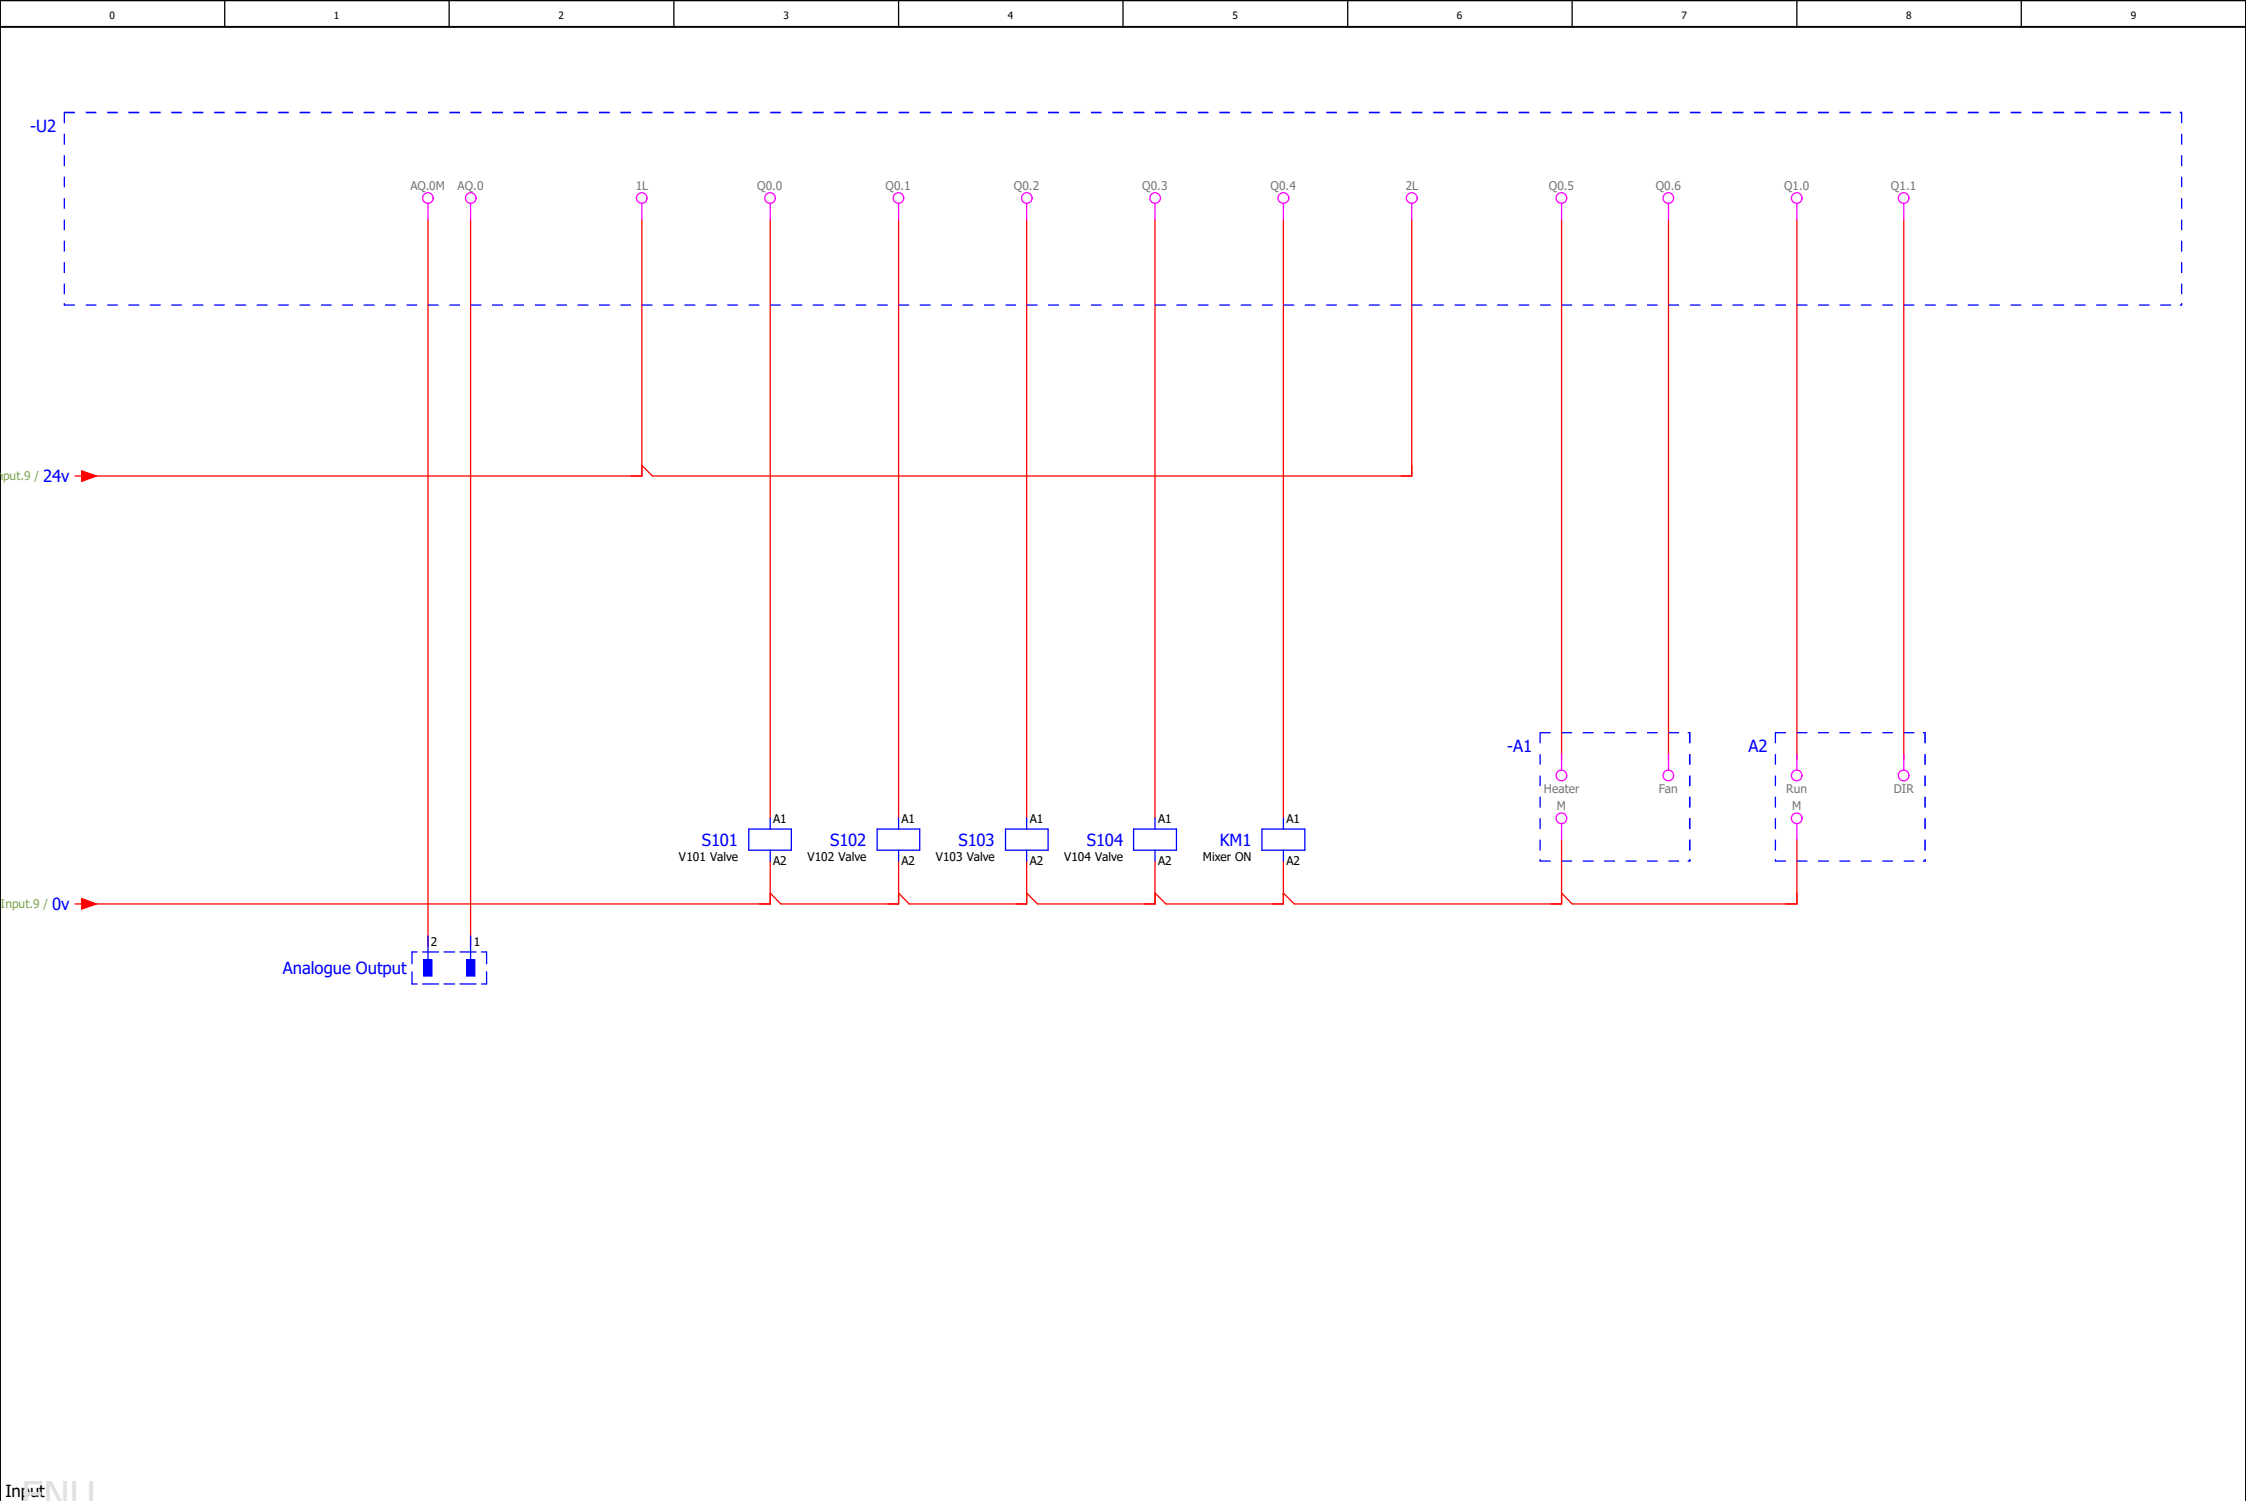 0 1 2 3 4 5 6 7 8 9
-U2
AQ.0M AQ.0 1L Q0.0 Q0.1 Q0.2 Q0.3 Q0.4 2L Q0.5 Q0.6 Q1.0 Q1.1
put.9 / 24v
-A1 A2
Heater Fan Run DIR
M M
A1 A1 A1 A1 A1
S101 S102 S103 S104 KM1
V101 Valve V102 Valve V103 Valve V104 Valve Mixer ON
A2 A2 A2 A2 A2
Input.9 / 0v
2 1
Analogue Output
Input